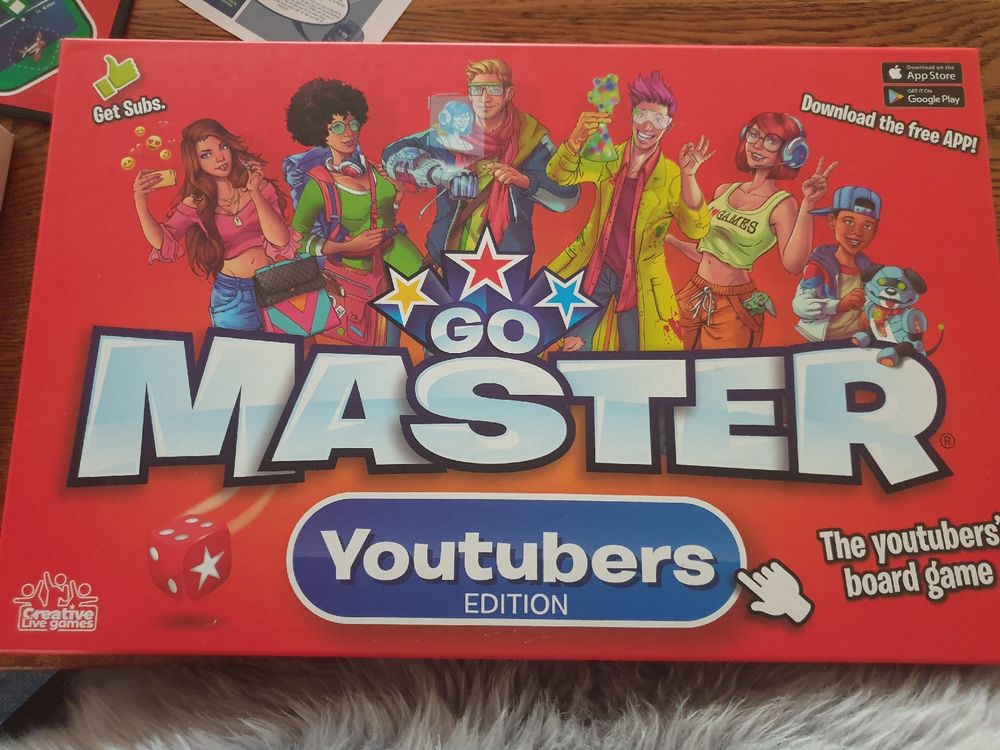 Get Subs.
Download on the
App Store
GET IT ON
Google Play
Download the free APP!
GAMES
GO
MASTER
®
Youtubers
EDITION
The youtubers'
board game
Creative
Live games